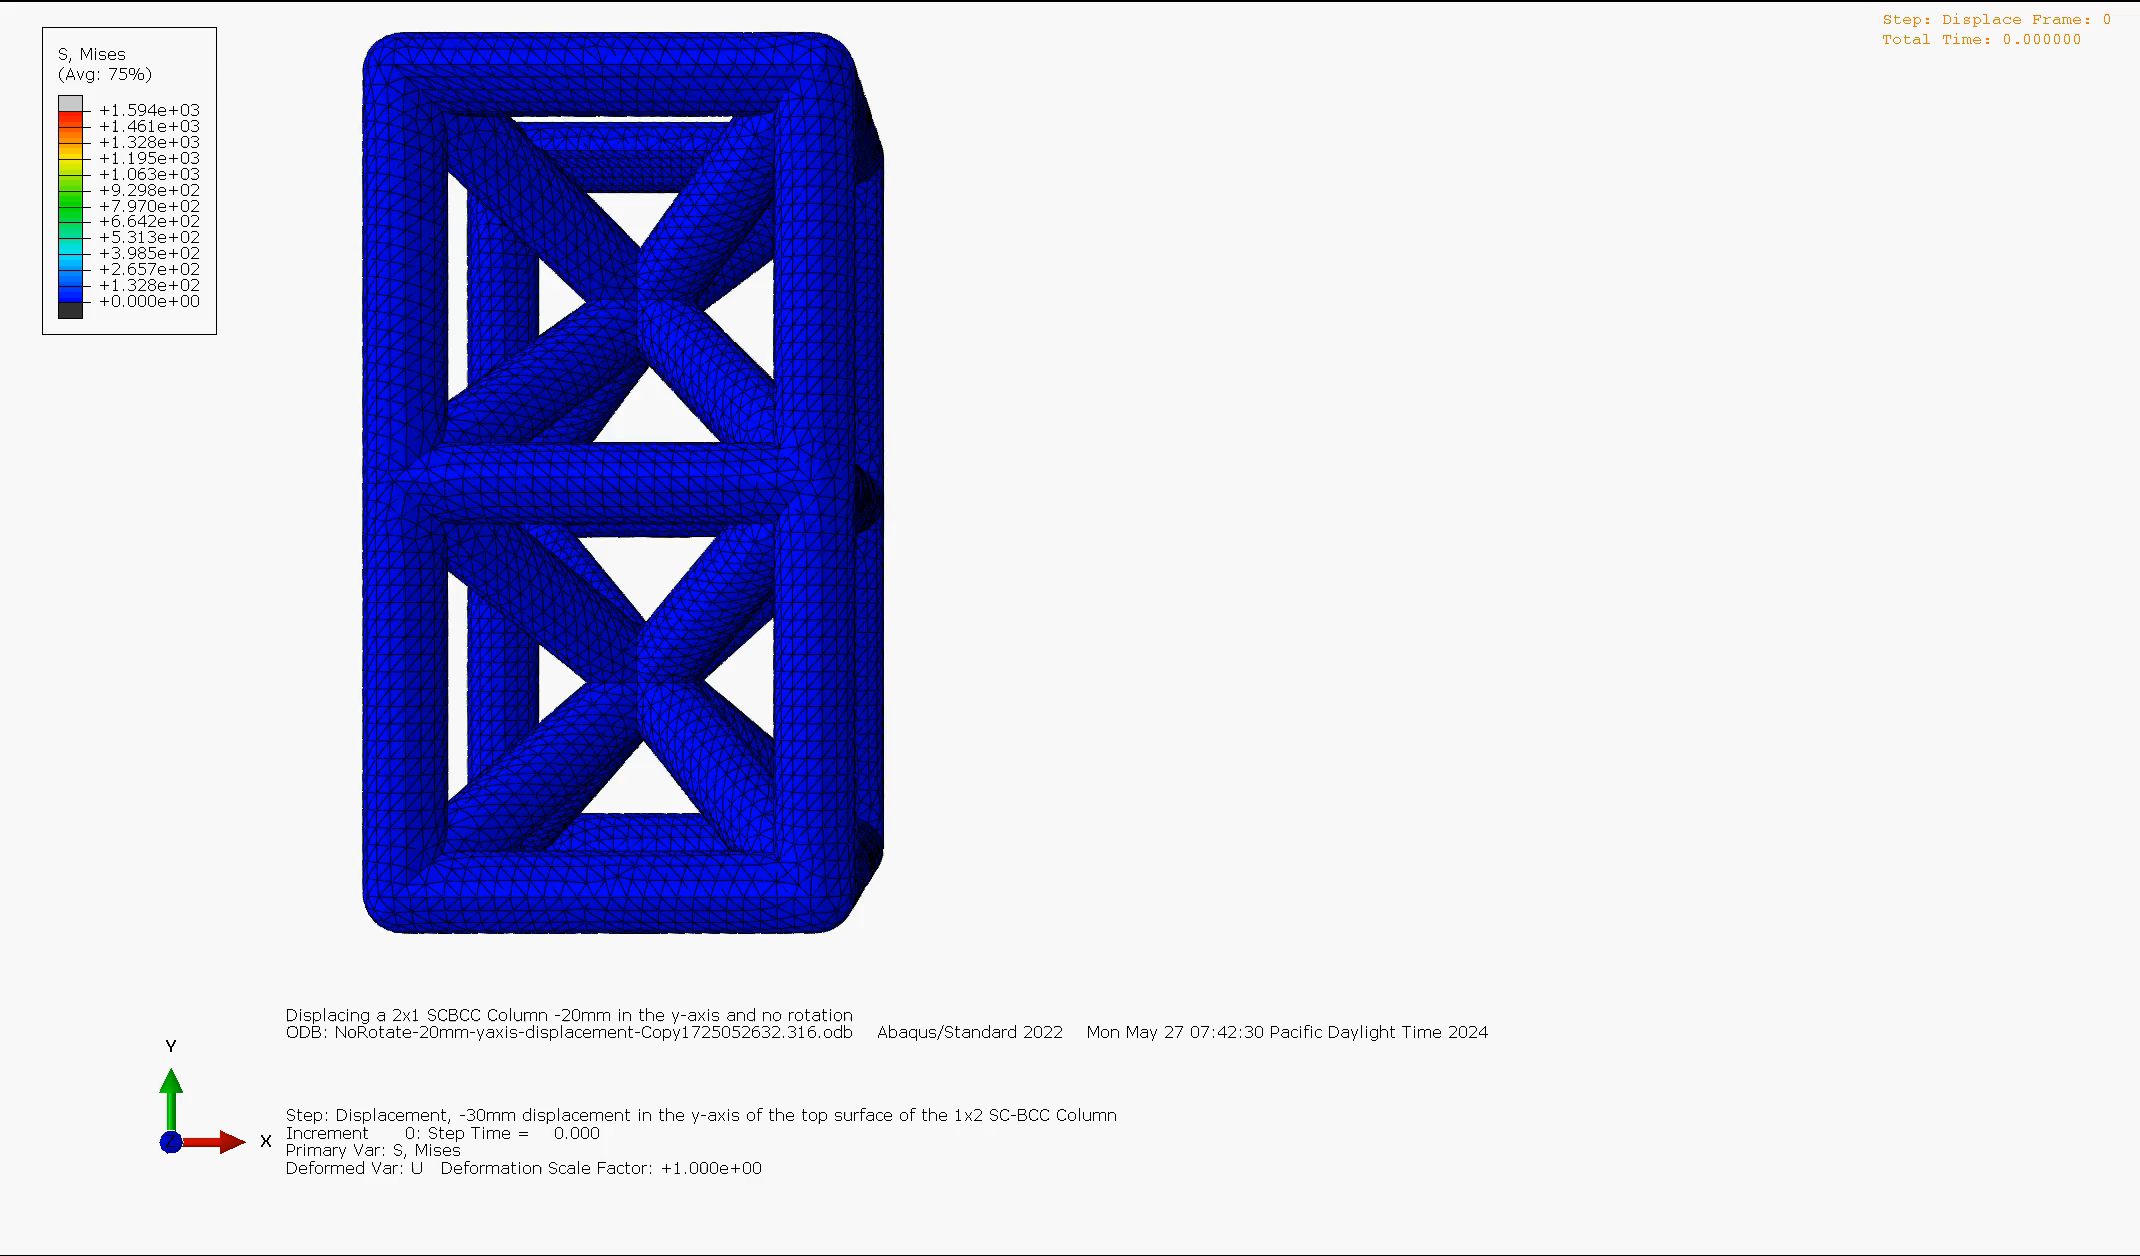 Step: Displace Frame: 0
Total Time: 0.000000
S, Mises
(Avg: 75%)
+1.594e+03
+1.461e+03
+1.328e+03
+1.195e+03
+1.063e+03
+9.298e+02
+7.970e+02
+6.642e+02
+5.313e+02
+3.985e+02
+2.657e+02
+1.328e+02
+0.000e+00
Displacing a 2x1 SCBCC Column -20mm in the y-axis and no rotation
ODB: NoRotate-20mm-yaxis-displacement-Copy1725052632.316.odb Abaqus/Standard 2022 Mon May 27 07:42:30 Pacific Daylight Time 2024
Y
Z
X
Step: Displacement, -30mm displacement in the y-axis of the top surface of the 1x2 SC-BCC Column
Increment 0: Step Time = 0.000
Primary Var: S, Mises
Deformed Var: U Deformation Scale Factor: +1.000e+00